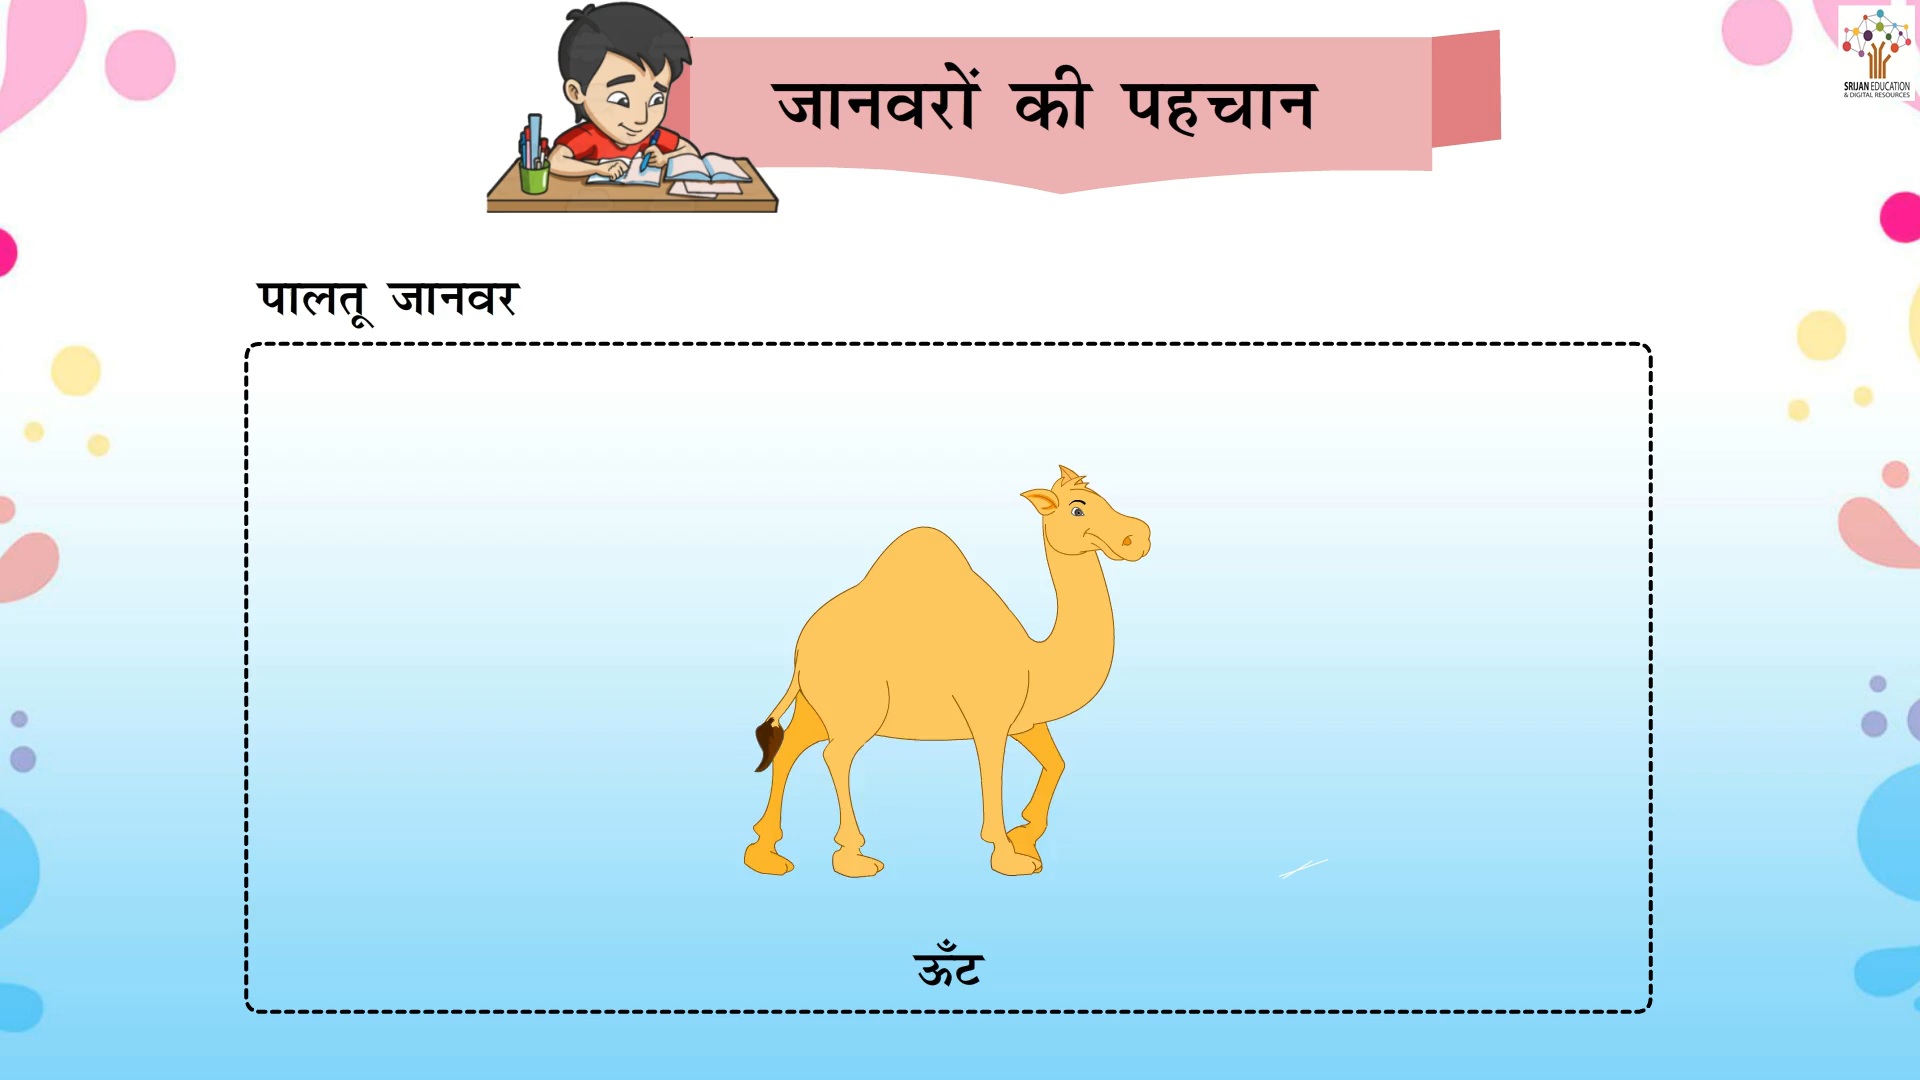 जानवरों की पहचान
SRIJAN EDUCATION
& DIGITAL RESOURCES
पालतू जानवर
ऊँट